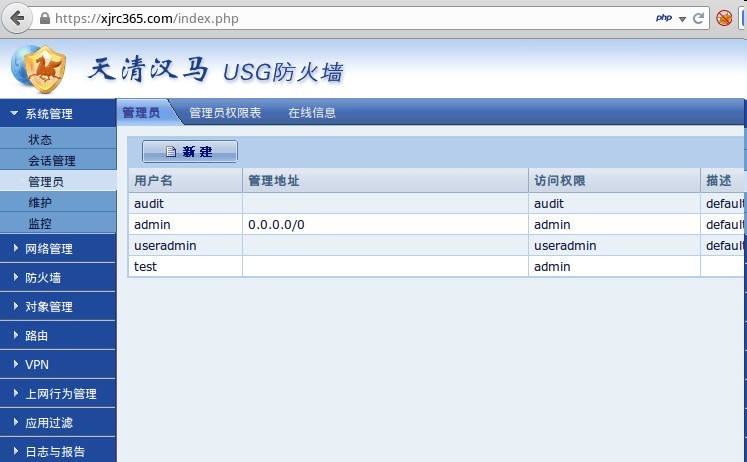 https://xjrc365.com/index.php
php
天清汉马 USG防火墙
系统管理
状态
会话管理
管理员
维护
监控
网络管理
防火墙
对象管理
路由
VPN
上网行为管理
应用过滤
日志与报告
管理员 管理员权限表 在线信息
新建
用户名 管理地址 访问权限 描述
audit audit default
admin 0.0.0.0/0 admin default
useradmin useradmin default
test admin